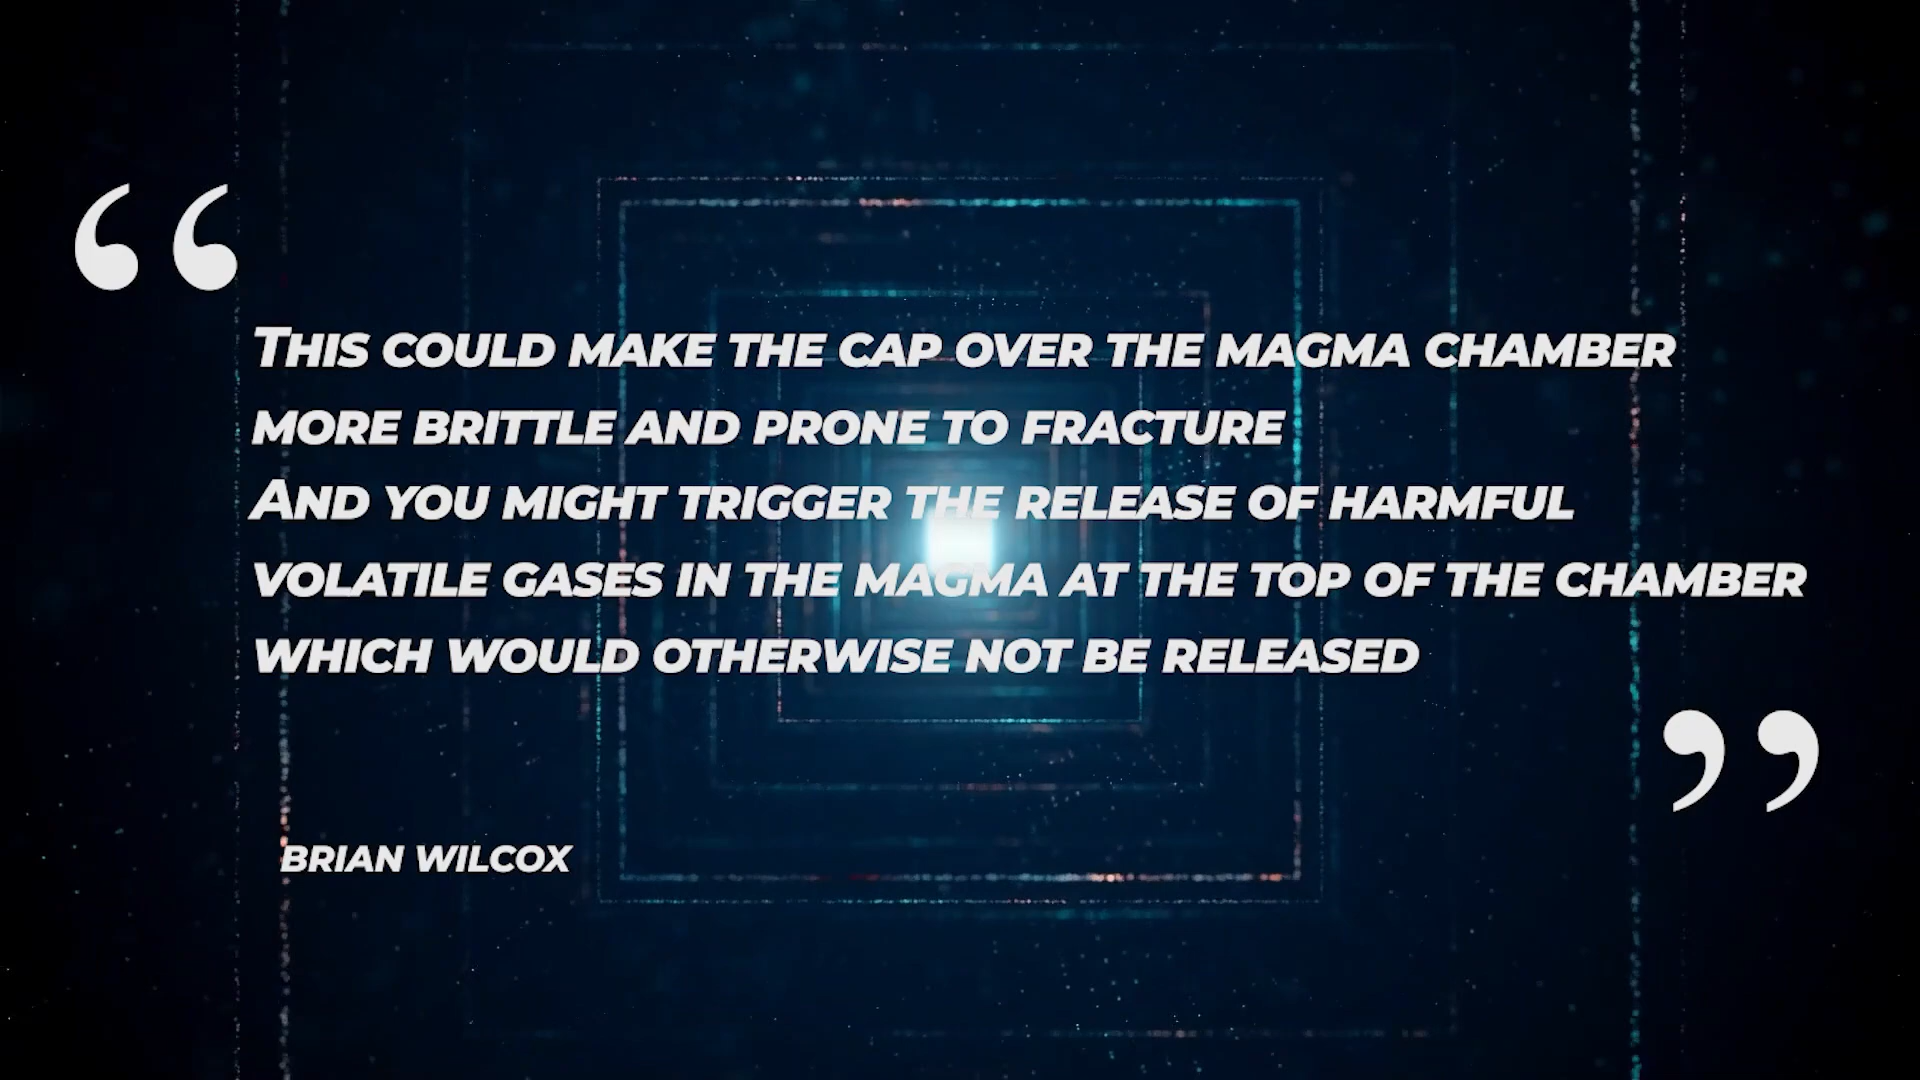 “
THIS COULD MAKE THE CAP OVER THE MAGMA CHAMBER
MORE BRITTLE AND PRONE TO FRACTURE
AND YOU MIGHT TRIGGER THE RELEASE OF HARMFUL
VOLATILE GASES IN THE MAGMA AT THE TOP OF THE CHAMBER
WHICH WOULD OTHERWISE NOT BE RELEASED
”
BRIAN WILCOX